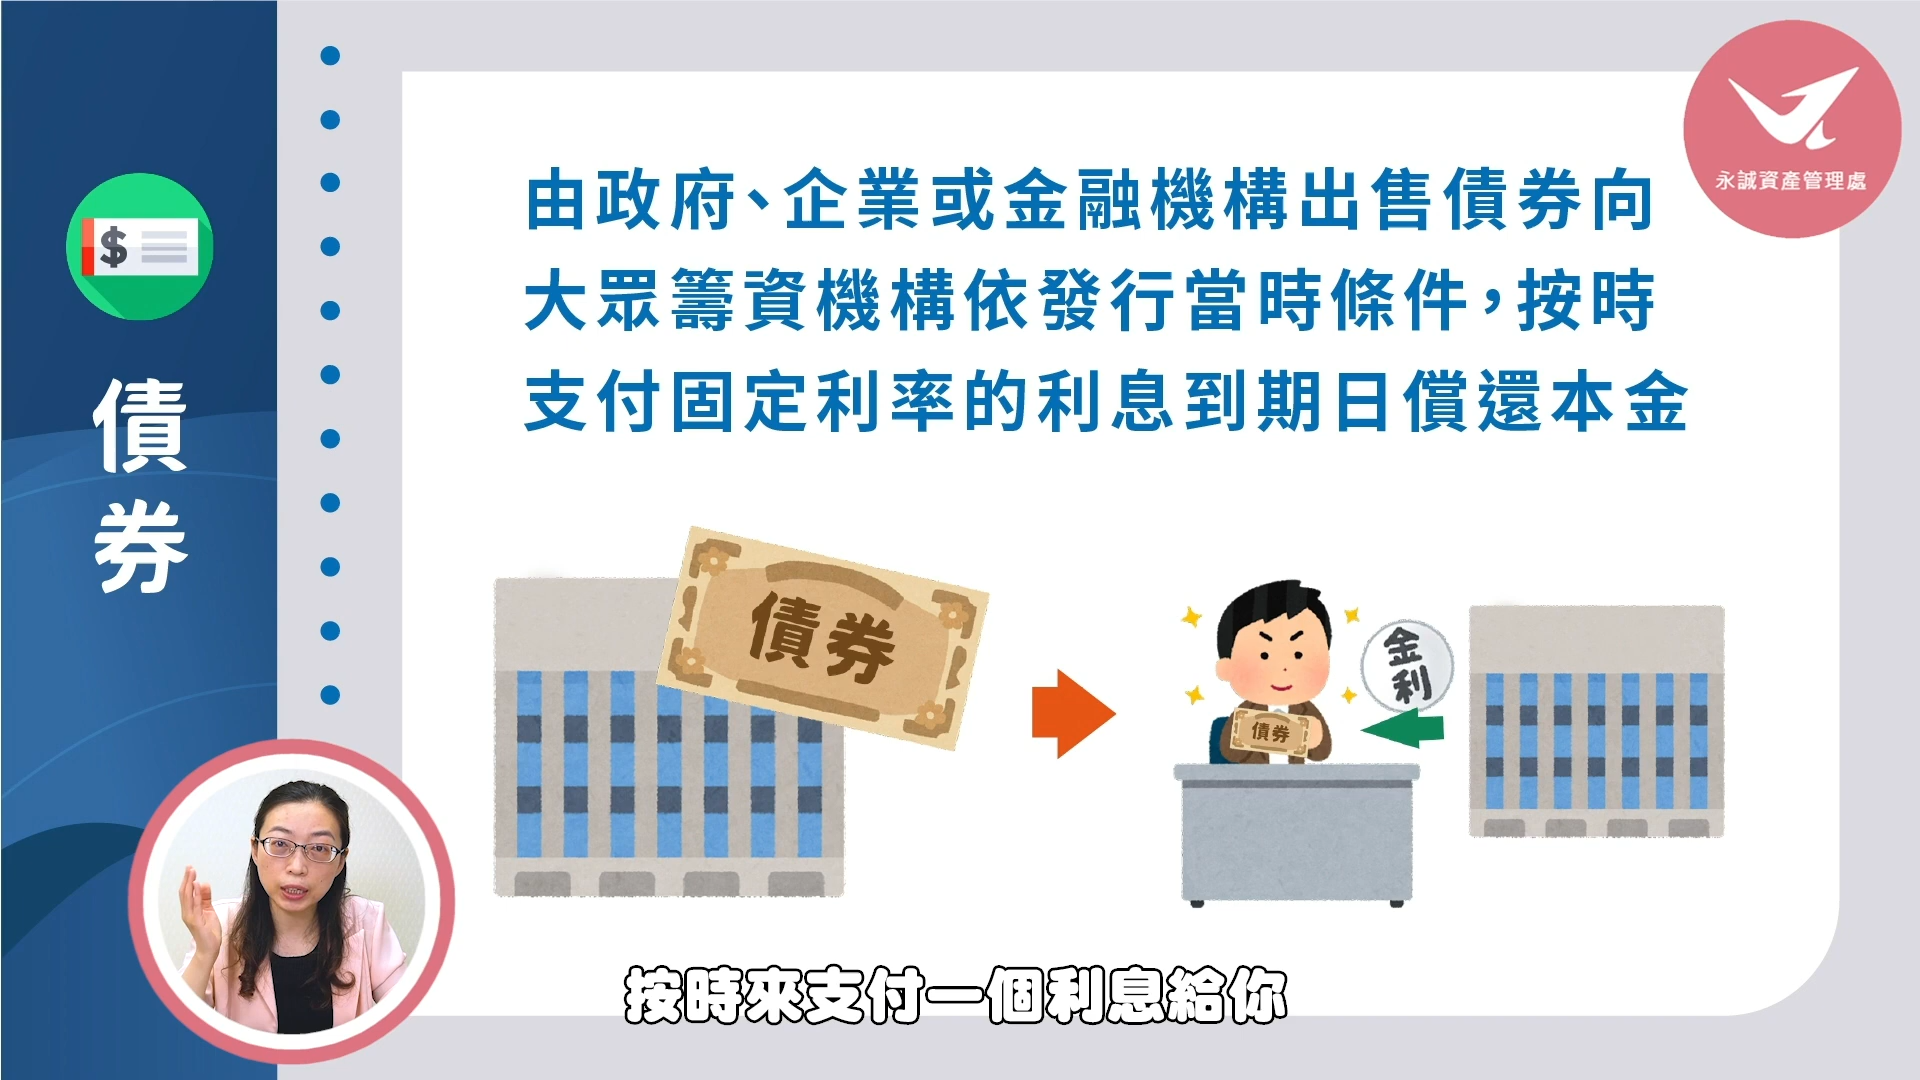 永誠資產管理處
$
債券
由政府、企業或金融機構出售債券向
大眾籌資機構依發行當時條件，按時
支付固定利率的利息到期日償還本金
債券
債券
金利
按時來支付一個利息給你